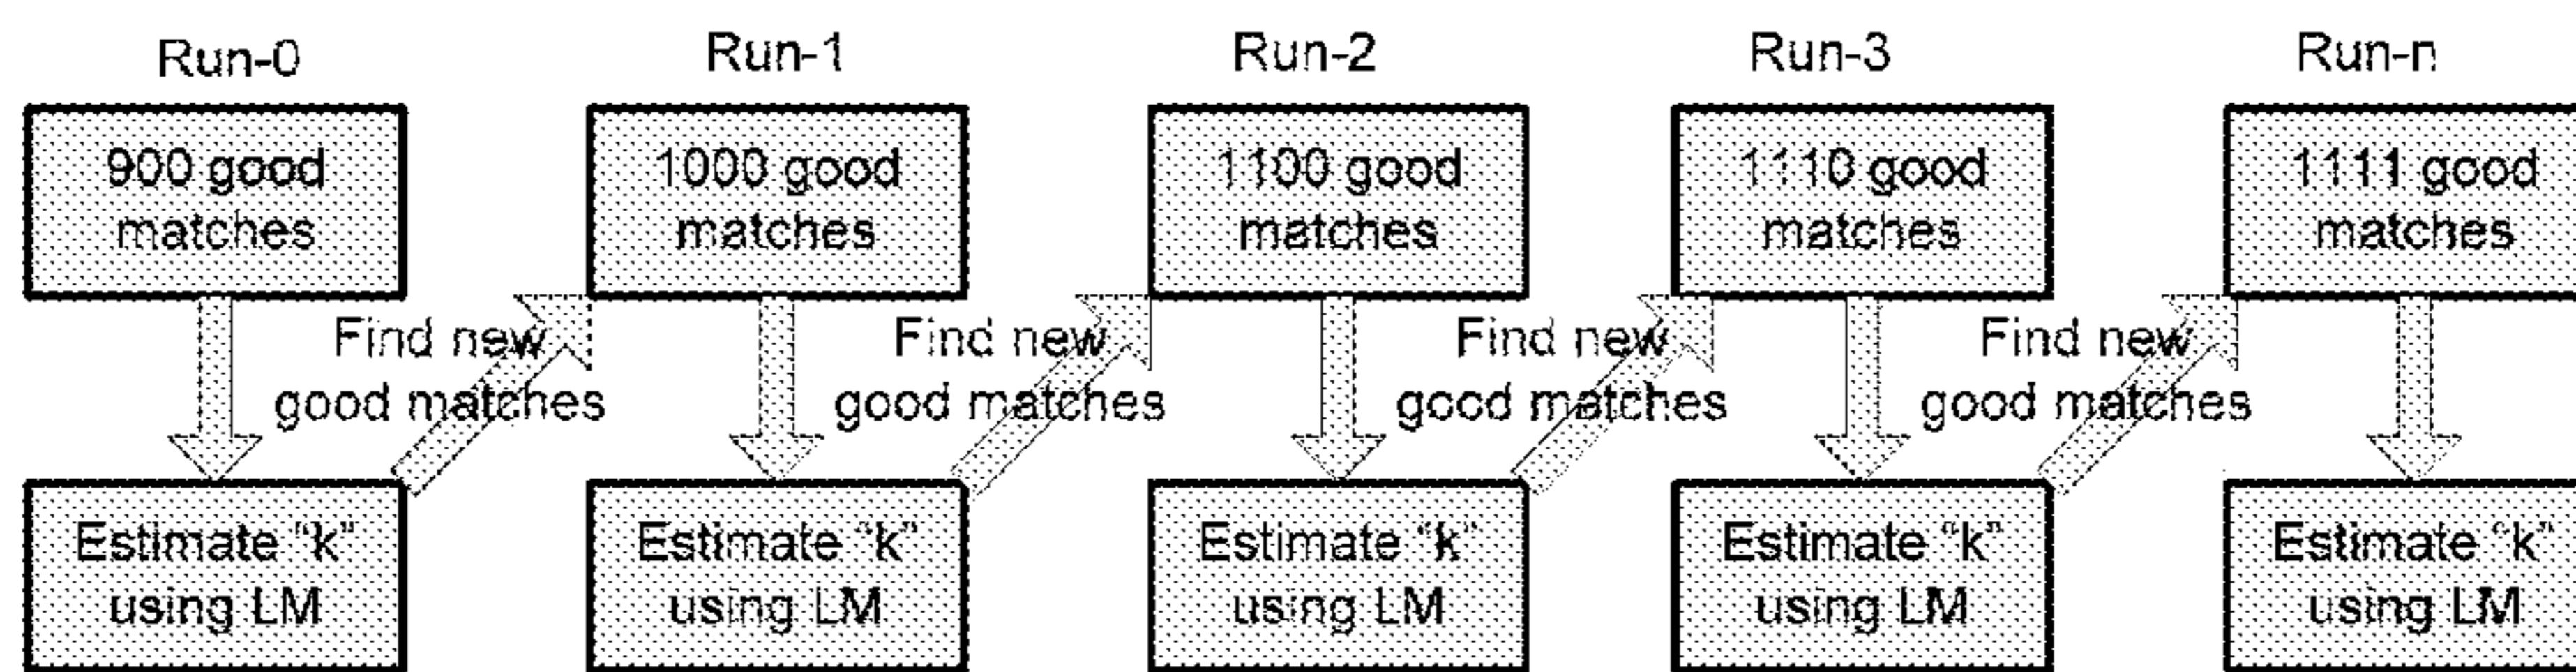 Run-0
Run-1
Run-2
Run-3
Run-n
900 good
matches
1000 good
matches
1100 good
matches
1110 good
matches
1111 good
matches
Find new
good matches
Find new
good matches
Find new
good matches
Find new
good matches
Estimate “k”
using LM
Estimate “k”
using LM
Estimate “k”
using LM
Estimate “k”
using LM
Estimate “k”
using LM